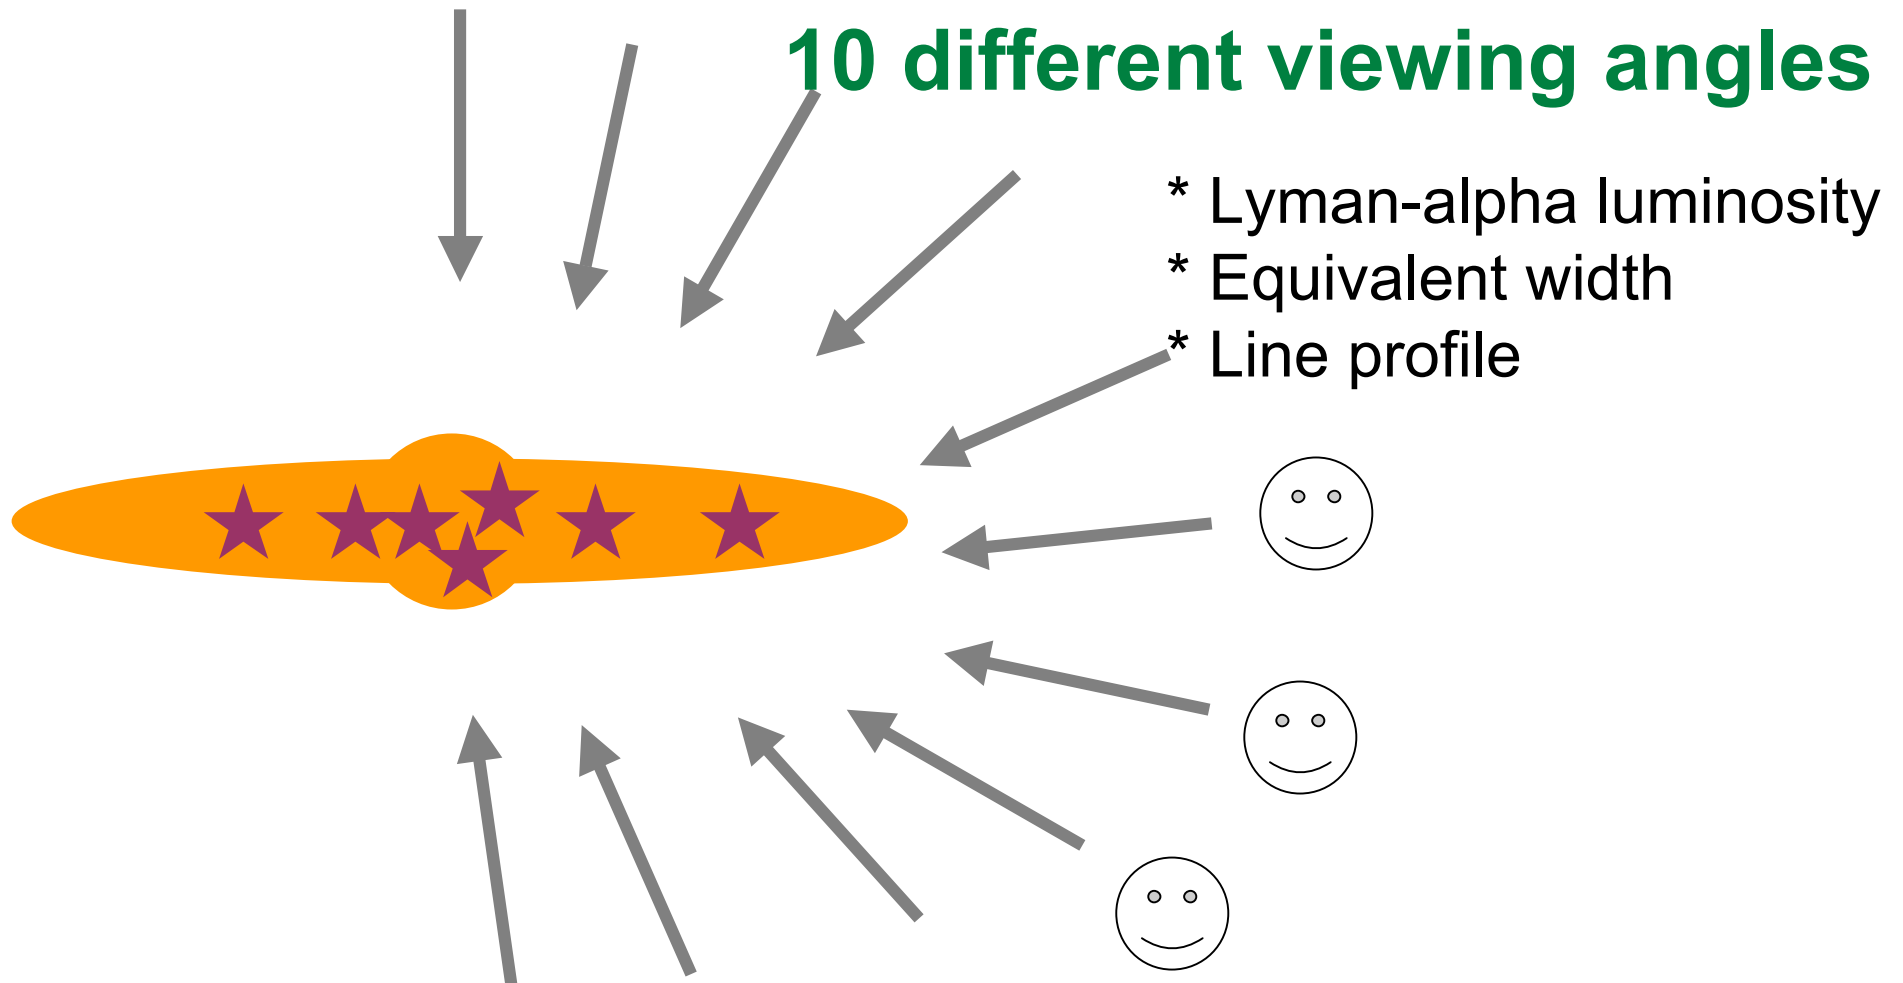 10 different viewing angles
* Lyman-alpha luminosity
* Equivalent width
* Line profile